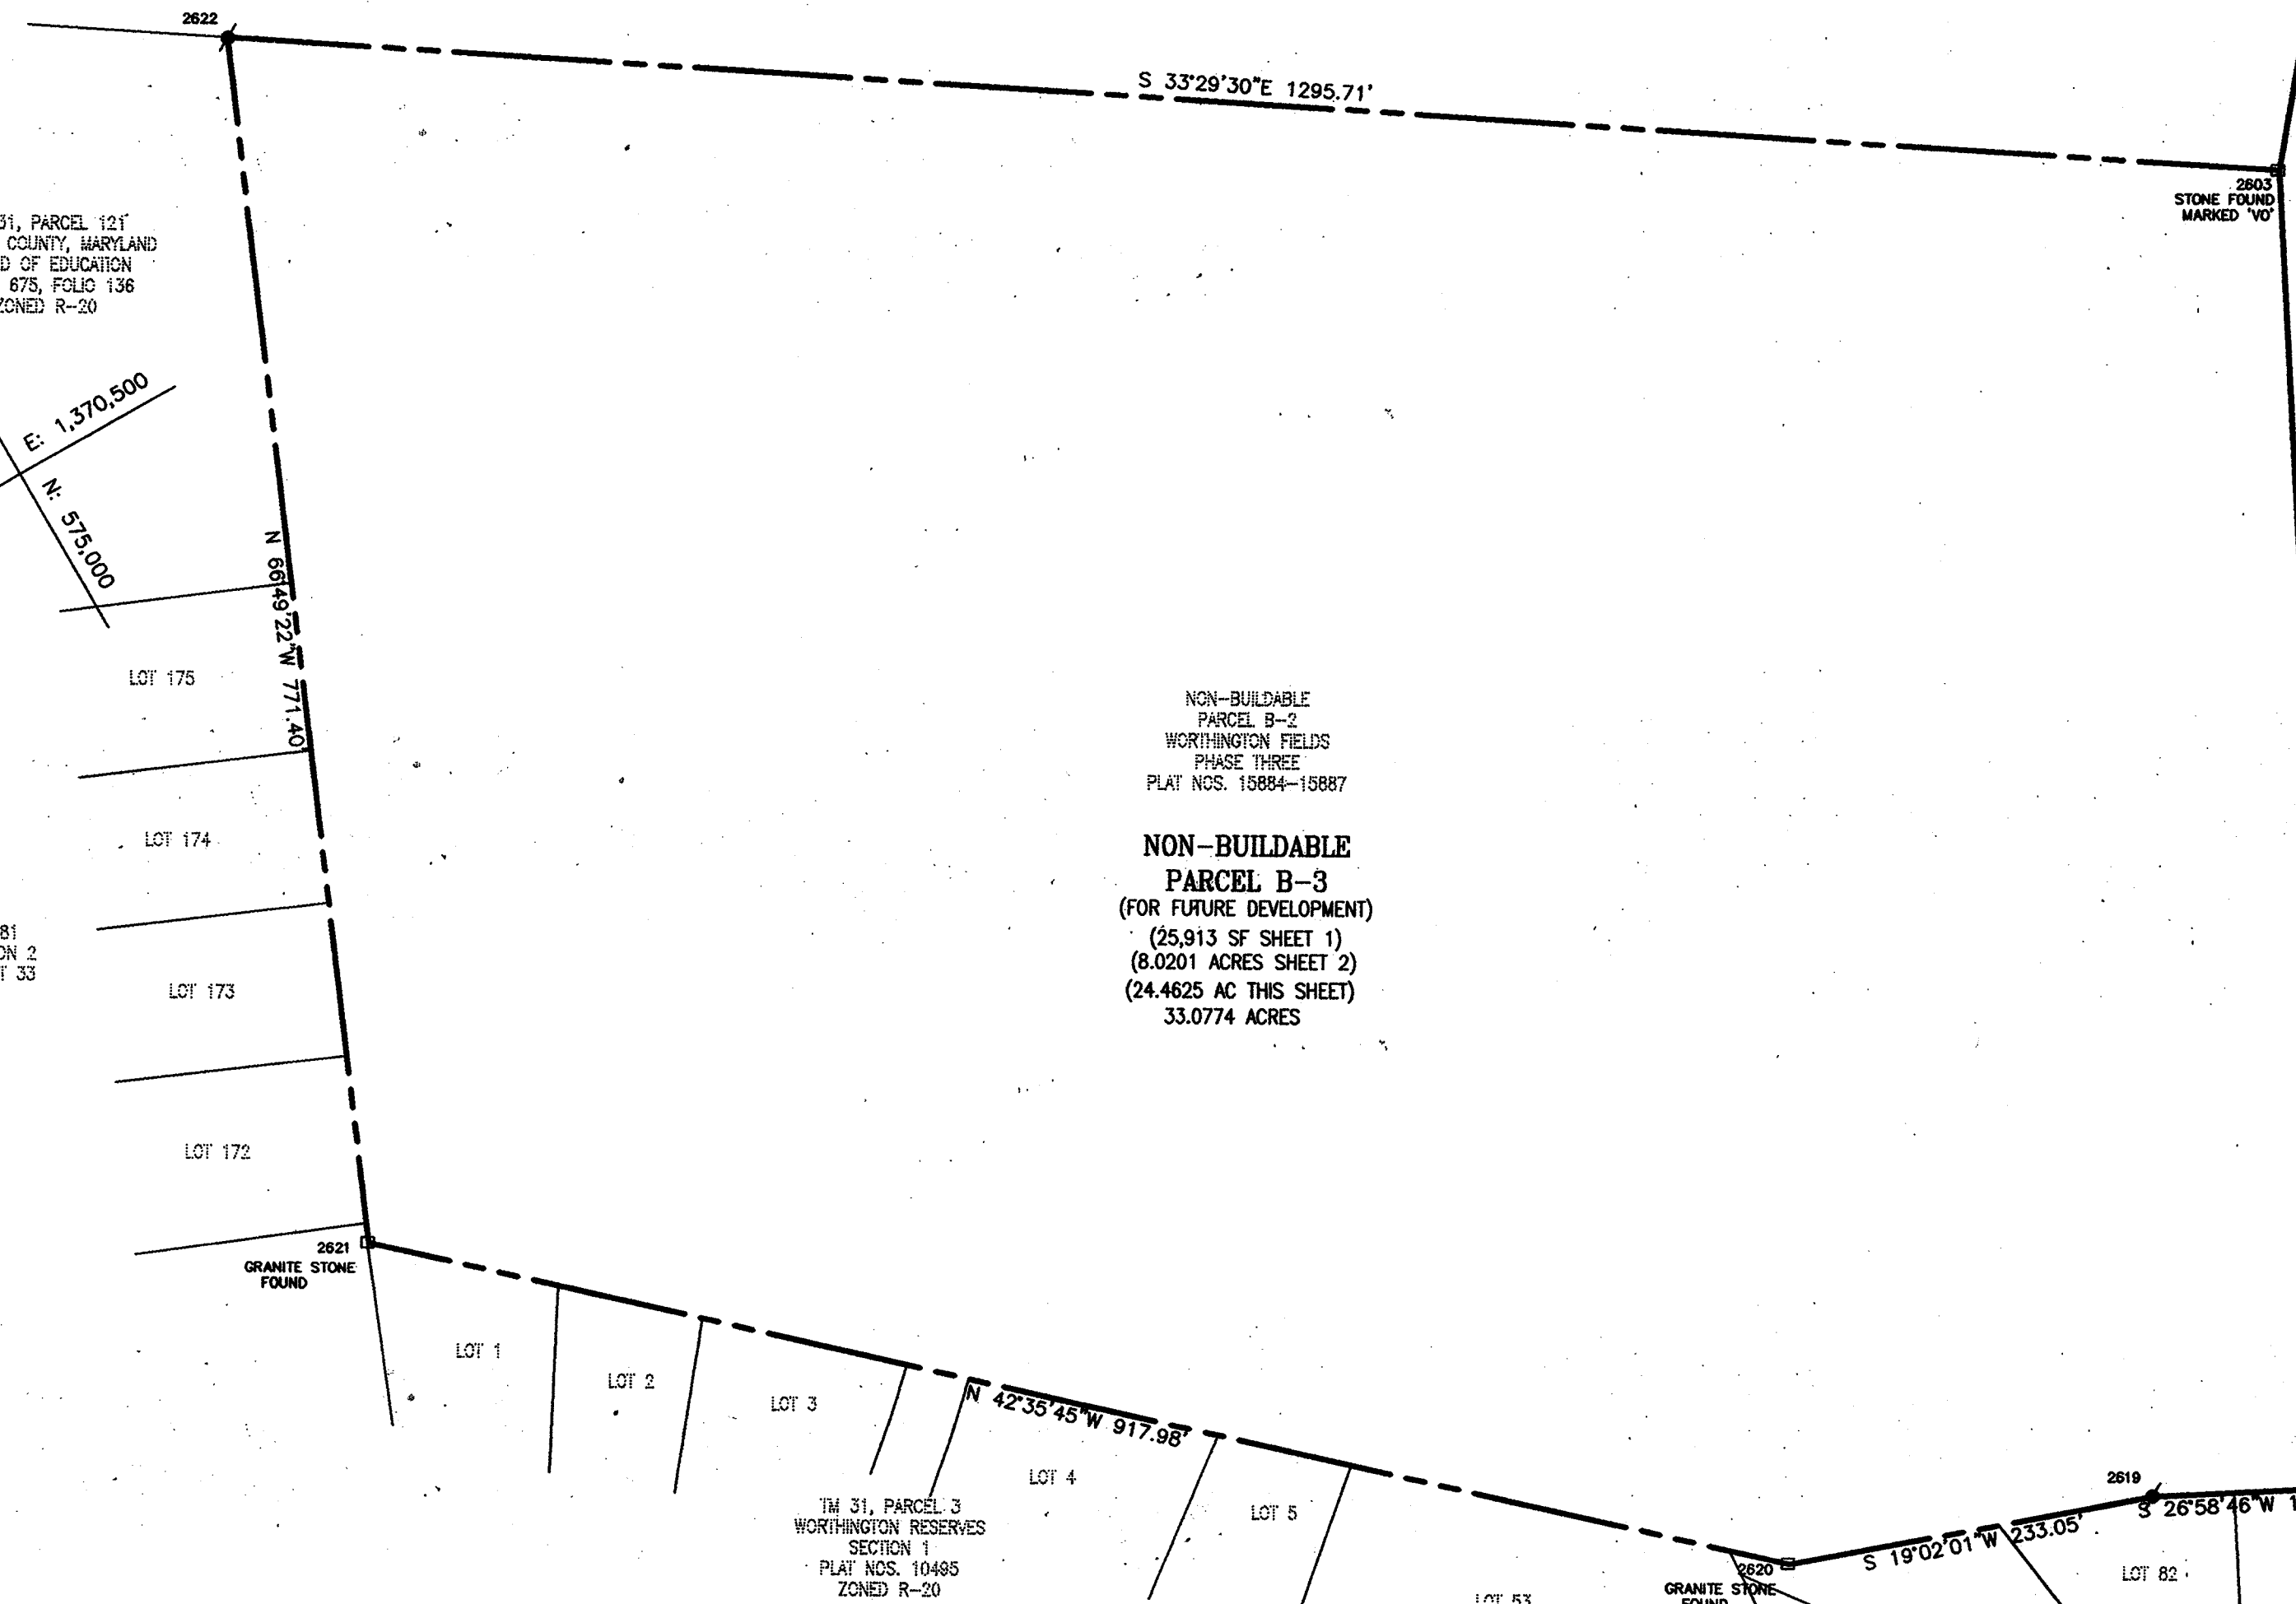 2622
S 33°29'30"E 1295.71'
2603
STONE FOUND
MARKED 'VO'
31, PARCEL 121
COUNTY, MARYLAND
D OF EDUCATION
675, FOLIO 136
ZONED R-20
E: 1,370,500
N: 575,000
N 66°49'22"W 771.40'
LOT 175
LOT 174
81
ON 2
T 33
LOT 173
LOT 172
NON-BUILDABLE
PARCEL B-2
WORTHINGTON FIELDS
PHASE THREE
PLAT NOS. 15884-15887
NON-BUILDABLE
PARCEL B-3
(FOR FUTURE DEVELOPMENT)
(25,913 SF SHEET 1)
(8.0201 ACRES SHEET 2)
(24.4625 AC THIS SHEET)
33.0774 ACRES
2621
GRANITE STONE
FOUND
LOT 1
LOT 2
LOT 3
N 42°35'45"W 917.98'
LOT 4
LOT 5
TM 31, PARCEL 3
WORTHINGTON RESERVES
SECTION 1
PLAT NOS. 10495
ZONED R-20
LOT 53
2620
GRANITE STONE
FOUND
S 19°02'01"W 233.05'
2619
S 26°58'46"W 1
LOT 82